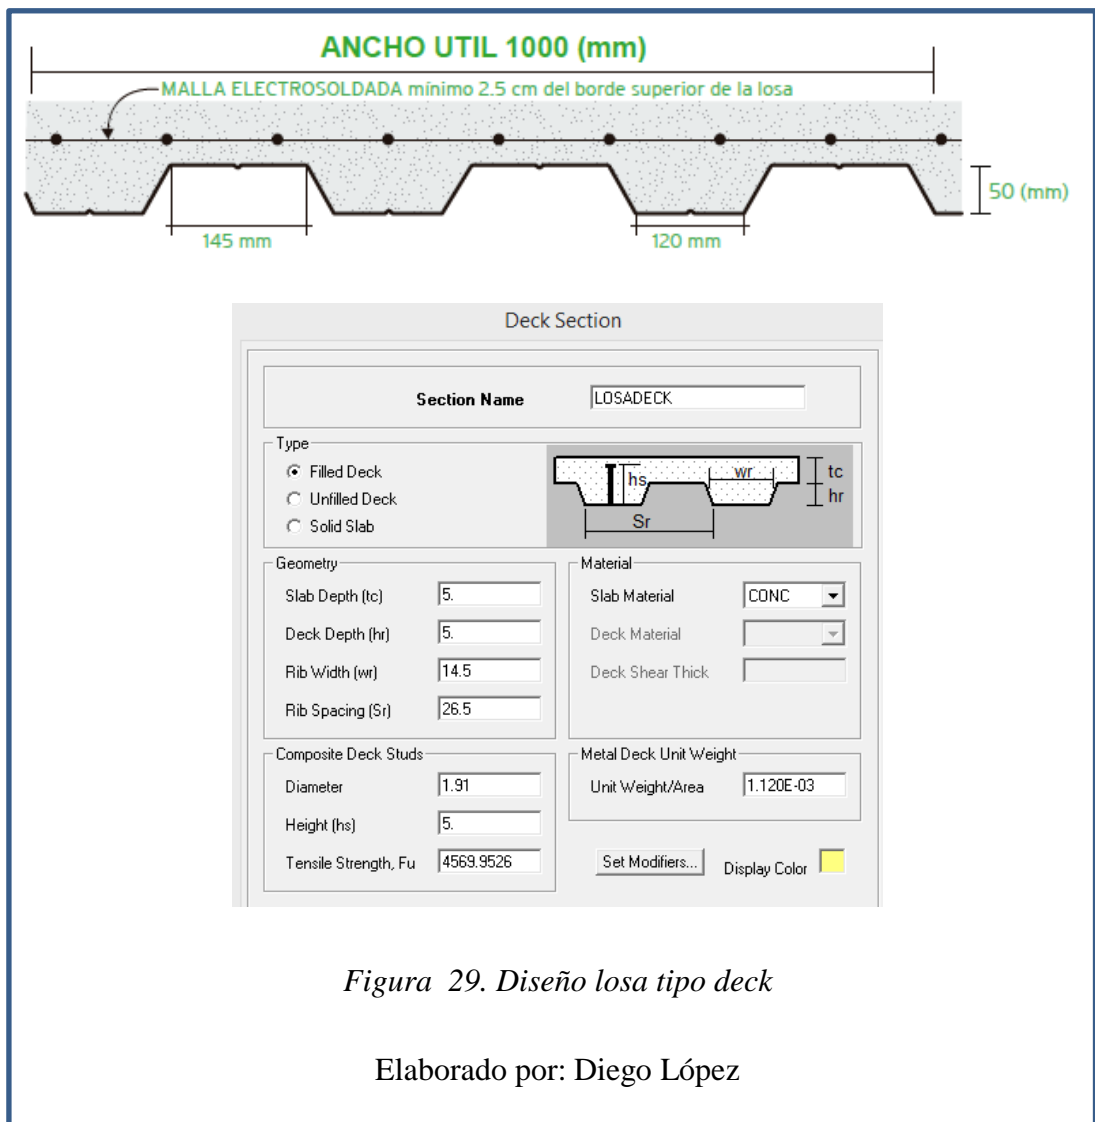 ANCHO UTIL 1000 (mm)
MALLA ELECTROSOLDADA mínimo 2.5 cm del borde superior de la losa
50 (mm)
145 mm
120 mm
Deck Section
Section Name
LOSADECK
Type
Filled Deck
Unfilled Deck
Solid Slab
hs
wr
tc
hr
Sr
Geometry
Slab Depth (tc)
5.
Deck Depth (hr)
5.
Rib Width (wr)
14.5
Rib Spacing (Sr)
26.5
Material
Slab Material
CONC
Deck Material
Deck Shear Thick
Composite Deck Studs
Diameter
1.91
Height (hs)
5.
Tensile Strength, Fu
4569.9526
Metal Deck Unit Weight
Unit Weight/Area
1.120E-03
Set Modifiers...
Display Color
Figura 29. Diseño losa tipo deck
Elaborado por: Diego López